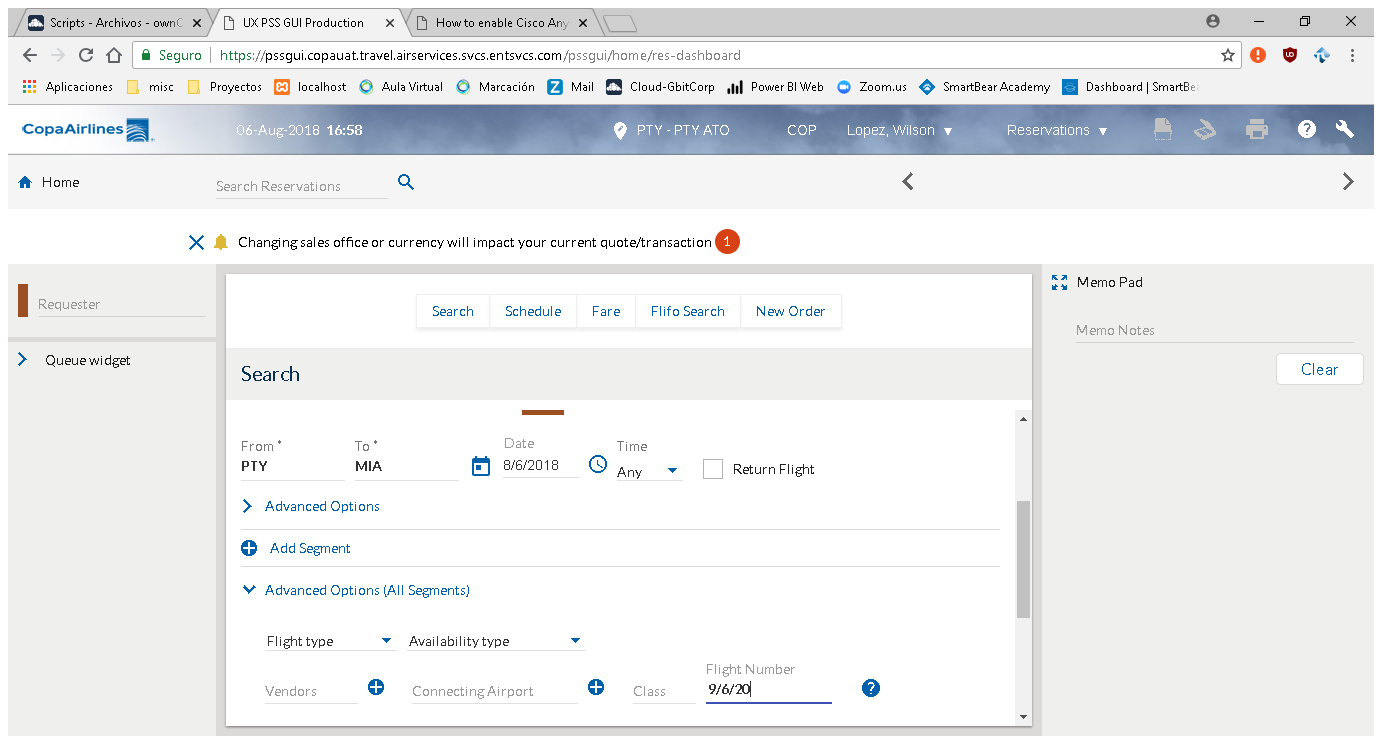 Scripts - Archivos - ownC
UX PSS GUI Production
How to enable Cisco Any
Seguro
https://pssgui.copauat.travel.airservices.svcs.entsvcs.com/pssgui/home/res-dashboard
Aplicaciones misc Proyectos localhost Aula Virtual Marcación Mail Cloud-GbitCorp Power BI Web Zoom.us SmartBear Academy Dashboard | SmartBe
CopaAirlines 06-Aug-2018 16:58 PTY - PTY ATO COP Lopez, Wilson Reservations
Home Search Reservations
Changing sales office or currency will impact your current quote/transaction 1
Requester
Queue widget
Search Schedule Fare Flifo Search New Order
Search
From * To * Date Time
PTY MIA 8/6/2018 Any Return Flight
Advanced Options
Add Segment
Advanced Options (All Segments)
Flight type Availability type
Flight Number
Vendors Connecting Airport Class 9/6/20
Memo Pad
Memo Notes
Clear